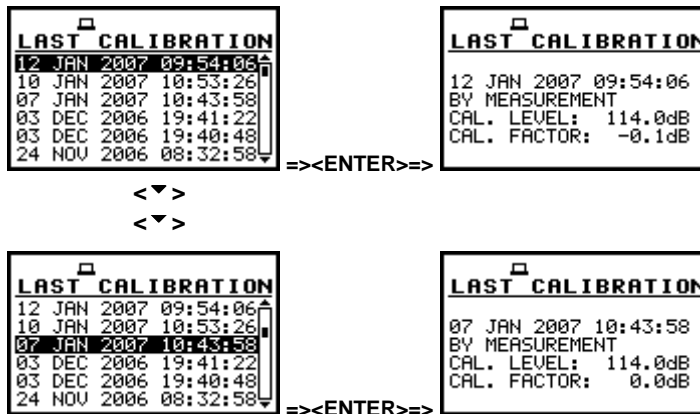 LAST CALIBRATION
12 JAN 2007 09:54:06
10 JAN 2007 10:53:26
07 JAN 2007 10:43:58
03 DEC 2006 19:41:22
03 DEC 2006 19:40:48
24 NOV 2006 08:32:58
=><ENTER>=>
LAST CALIBRATION
12 JAN 2007 09:54:06
BY MEASUREMENT
CAL. LEVEL: 114.0dB
CAL. FACTOR: -0.1dB
<▼>
<▼>
LAST CALIBRATION
12 JAN 2007 09:54:06
10 JAN 2007 10:53:26
07 JAN 2007 10:43:58
03 DEC 2006 19:41:22
03 DEC 2006 19:40:48
24 NOV 2006 08:32:58
=><ENTER>=>
LAST CALIBRATION
07 JAN 2007 10:43:58
BY MEASUREMENT
CAL. LEVEL: 114.0dB
CAL. FACTOR: 0.0dB